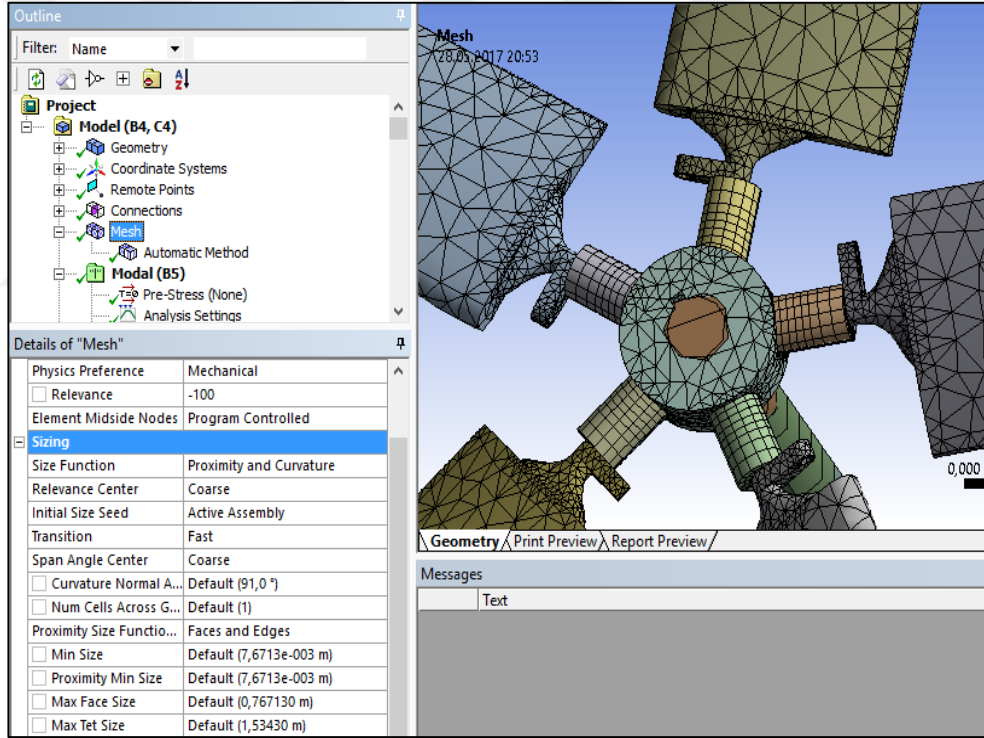 Outline
Filter: Name
Project
Model (B4, C4)
Geometry
Coordinate Systems
Remote Points
Connections
Mesh
Automatic Method
Modal (B5)
T=0 Pre-Stress (None)
Analysis Settings
Details of "Mesh"
Physics Preference Mechanical
Relevance -100
Element Midside Nodes Program Controlled
Sizing
Size Function Proximity and Curvature
Relevance Center Coarse
Initial Size Seed Active Assembly
Transition Fast
Span Angle Center Coarse
Curvature Normal A... Default (91,0 °)
Num Cells Across G... Default (1)
Proximity Size Functio... Faces and Edges
Min Size Default (7,6713e-003 m)
Proximity Min Size Default (7,6713e-003 m)
Max Face Size Default (0,767130 m)
Max Tet Size Default (1,53430 m)
Mesh
28.05.2017 20:53
0,000
Geometry Print Preview Report Preview
Messages
Text